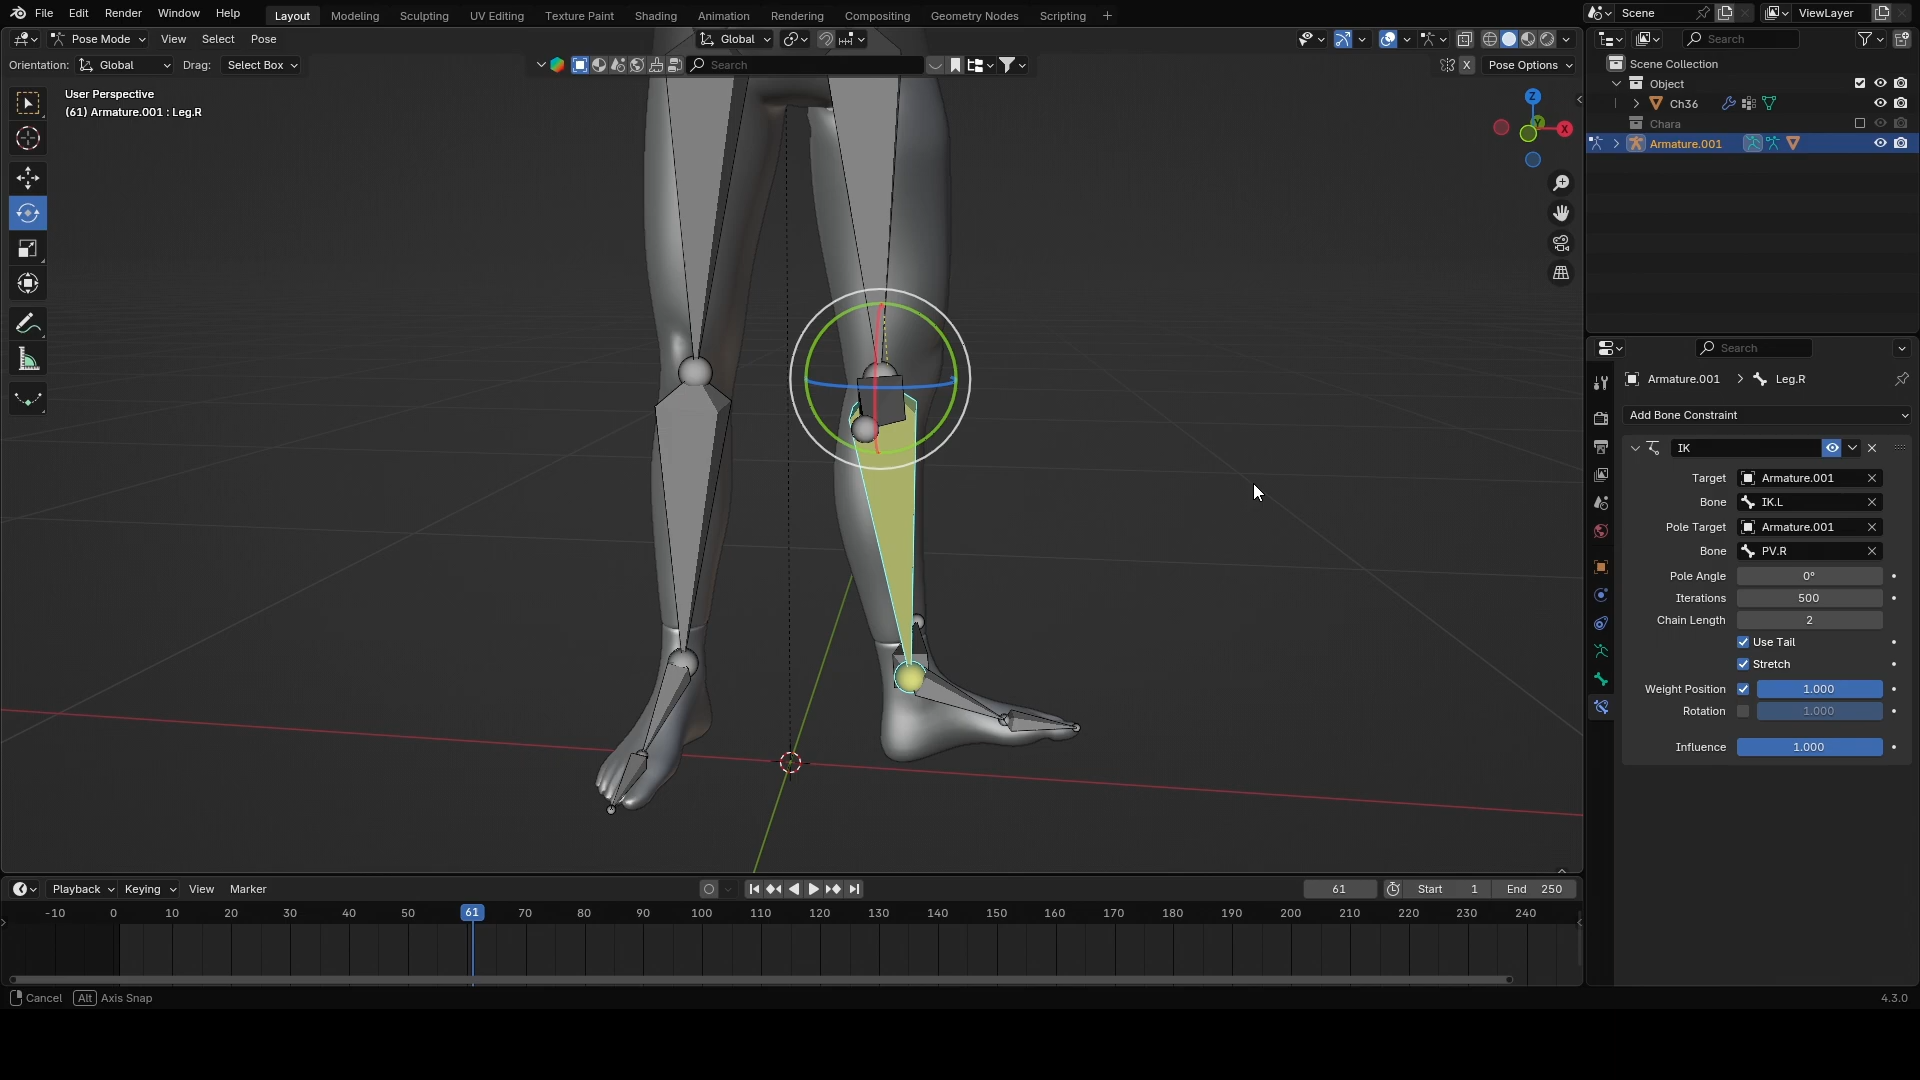 File Edit Render Window Help Layout Modeling Sculpting UV Editing Texture Paint Shading Animation Rendering Compositing Geometry Nodes Scripting + Scene ViewLayer
Pose Mode View Select Pose Global Search
Orientation: Global Drag: Select Box Search X Pose Options
Scene Collection
Object
Ch36
Chara
Armature.001
User Perspective
(61) Armature.001 : Leg.R
Z
Y
X
Search
Armature.001 Leg.R
Add Bone Constraint
IK
Target Armature.001
Bone IK.L
Pole Target Armature.001
Bone PV.R
Pole Angle 0°
Iterations 500
Chain Length 2
Use Tail
Stretch
Weight Position 1.000
Rotation 1.000
Influence 1.000
Playback Keying View Marker 61 Start 1 End 250
-10 0 10 20 30 40 50 61 70 80 90 100 110 120 130 140 150 160 170 180 190 200 210 220 230 240
Cancel Alt Axis Snap 4.3.0